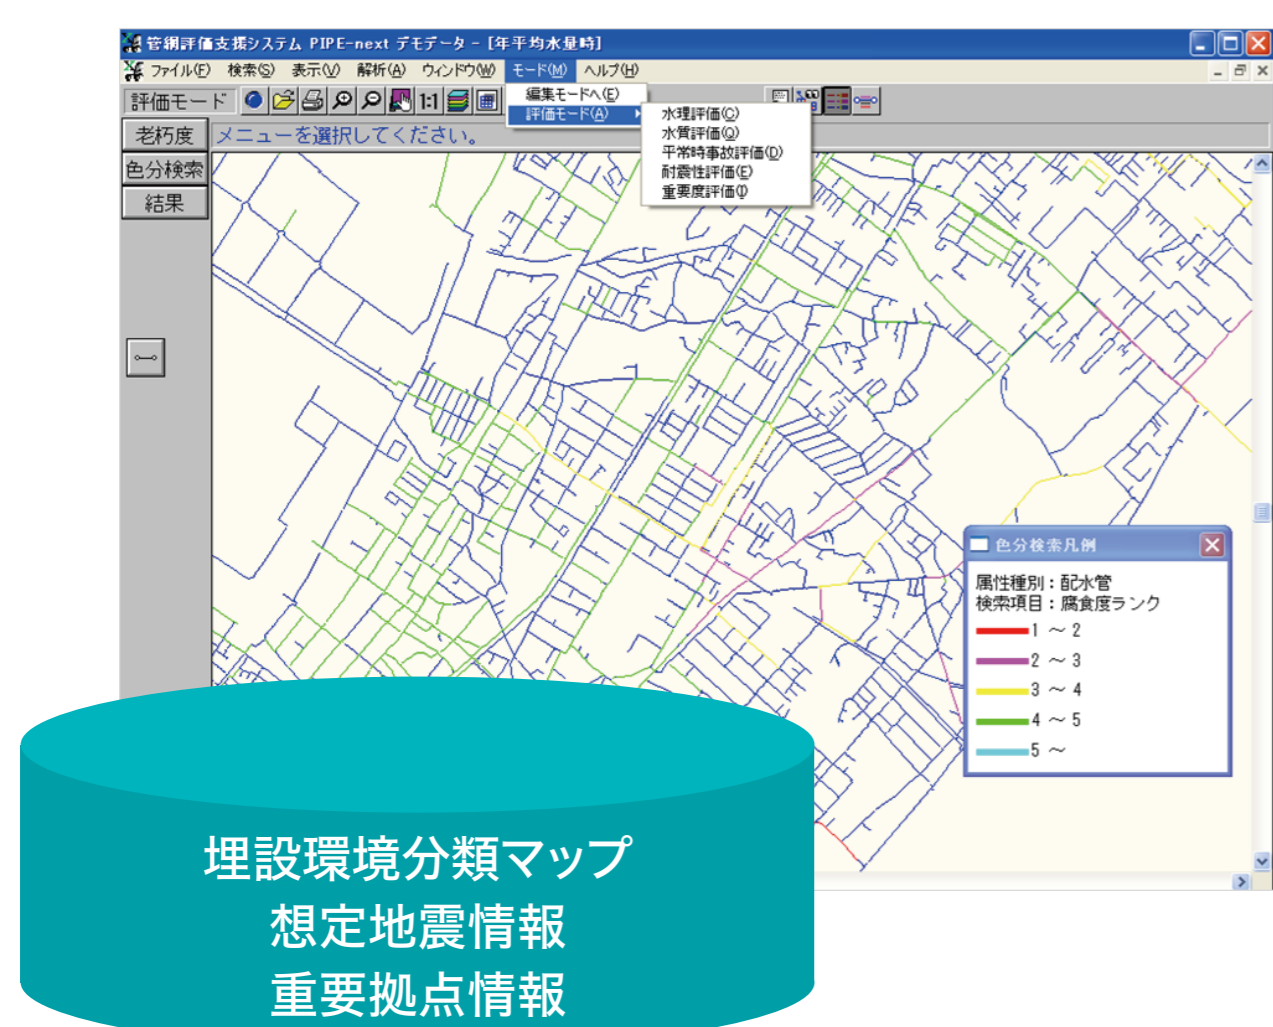 管網評価支援システム PIPE-next デモデータ - [年平均水量時]
ファイル(F) 検索(S) 表示(V) 解析(A) ウィンドウ(W) モード(M) ヘルプ(H)
編集モードへ(E)
評価モード(A)
水理評価(C)
水質評価(Q)
平常時事故評価(D)
耐震性評価(E)
重要度評価(I)
評価モード
1:1
老朽度
メニューを選択してください。
色分検索
結果
色分検索凡例
属性種別：配水管
検索項目：腐食度ランク
1 ～ 2
2 ～ 3
3 ～ 4
4 ～ 5
5 ～
埋設環境分類マップ
想定地震情報
重要拠点情報